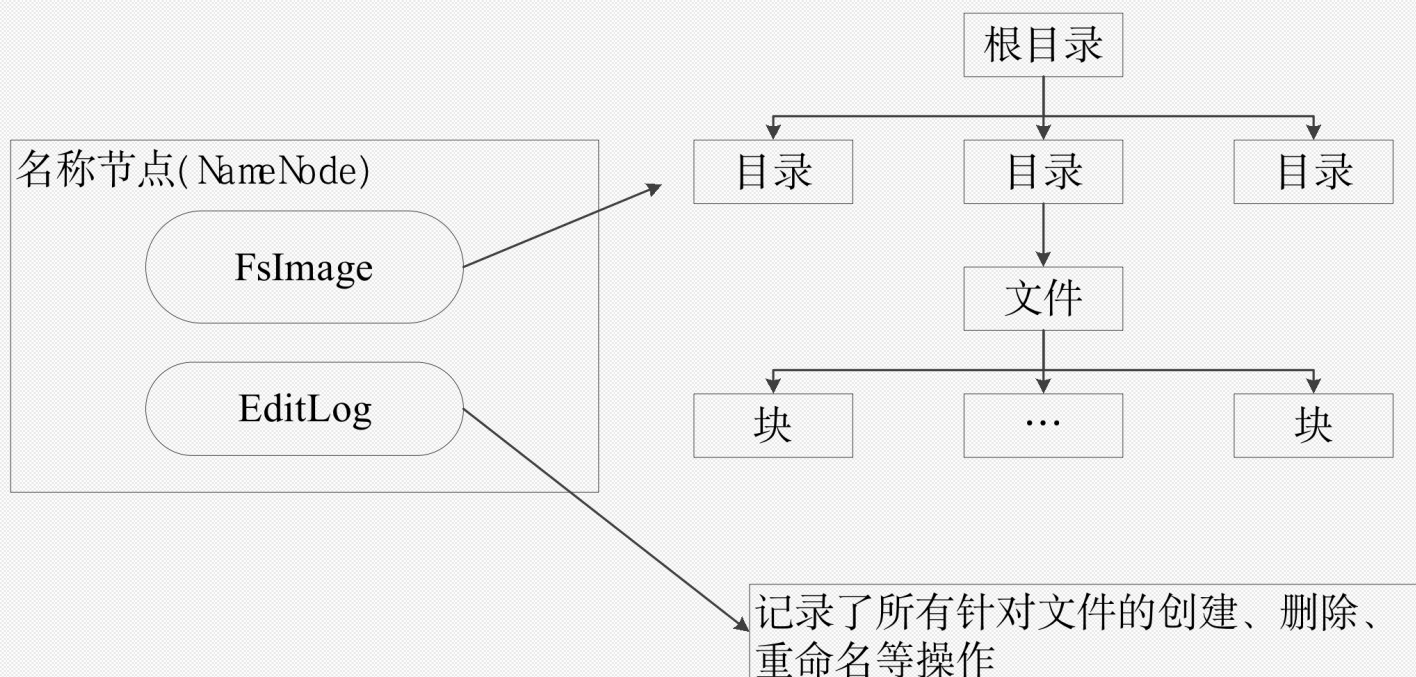 根目录
名称节点(NameNode)
目录
目录
目录
FsImage
文件
EditLog
块
…
块
记录了所有针对文件的创建、删除、
重命名等操作